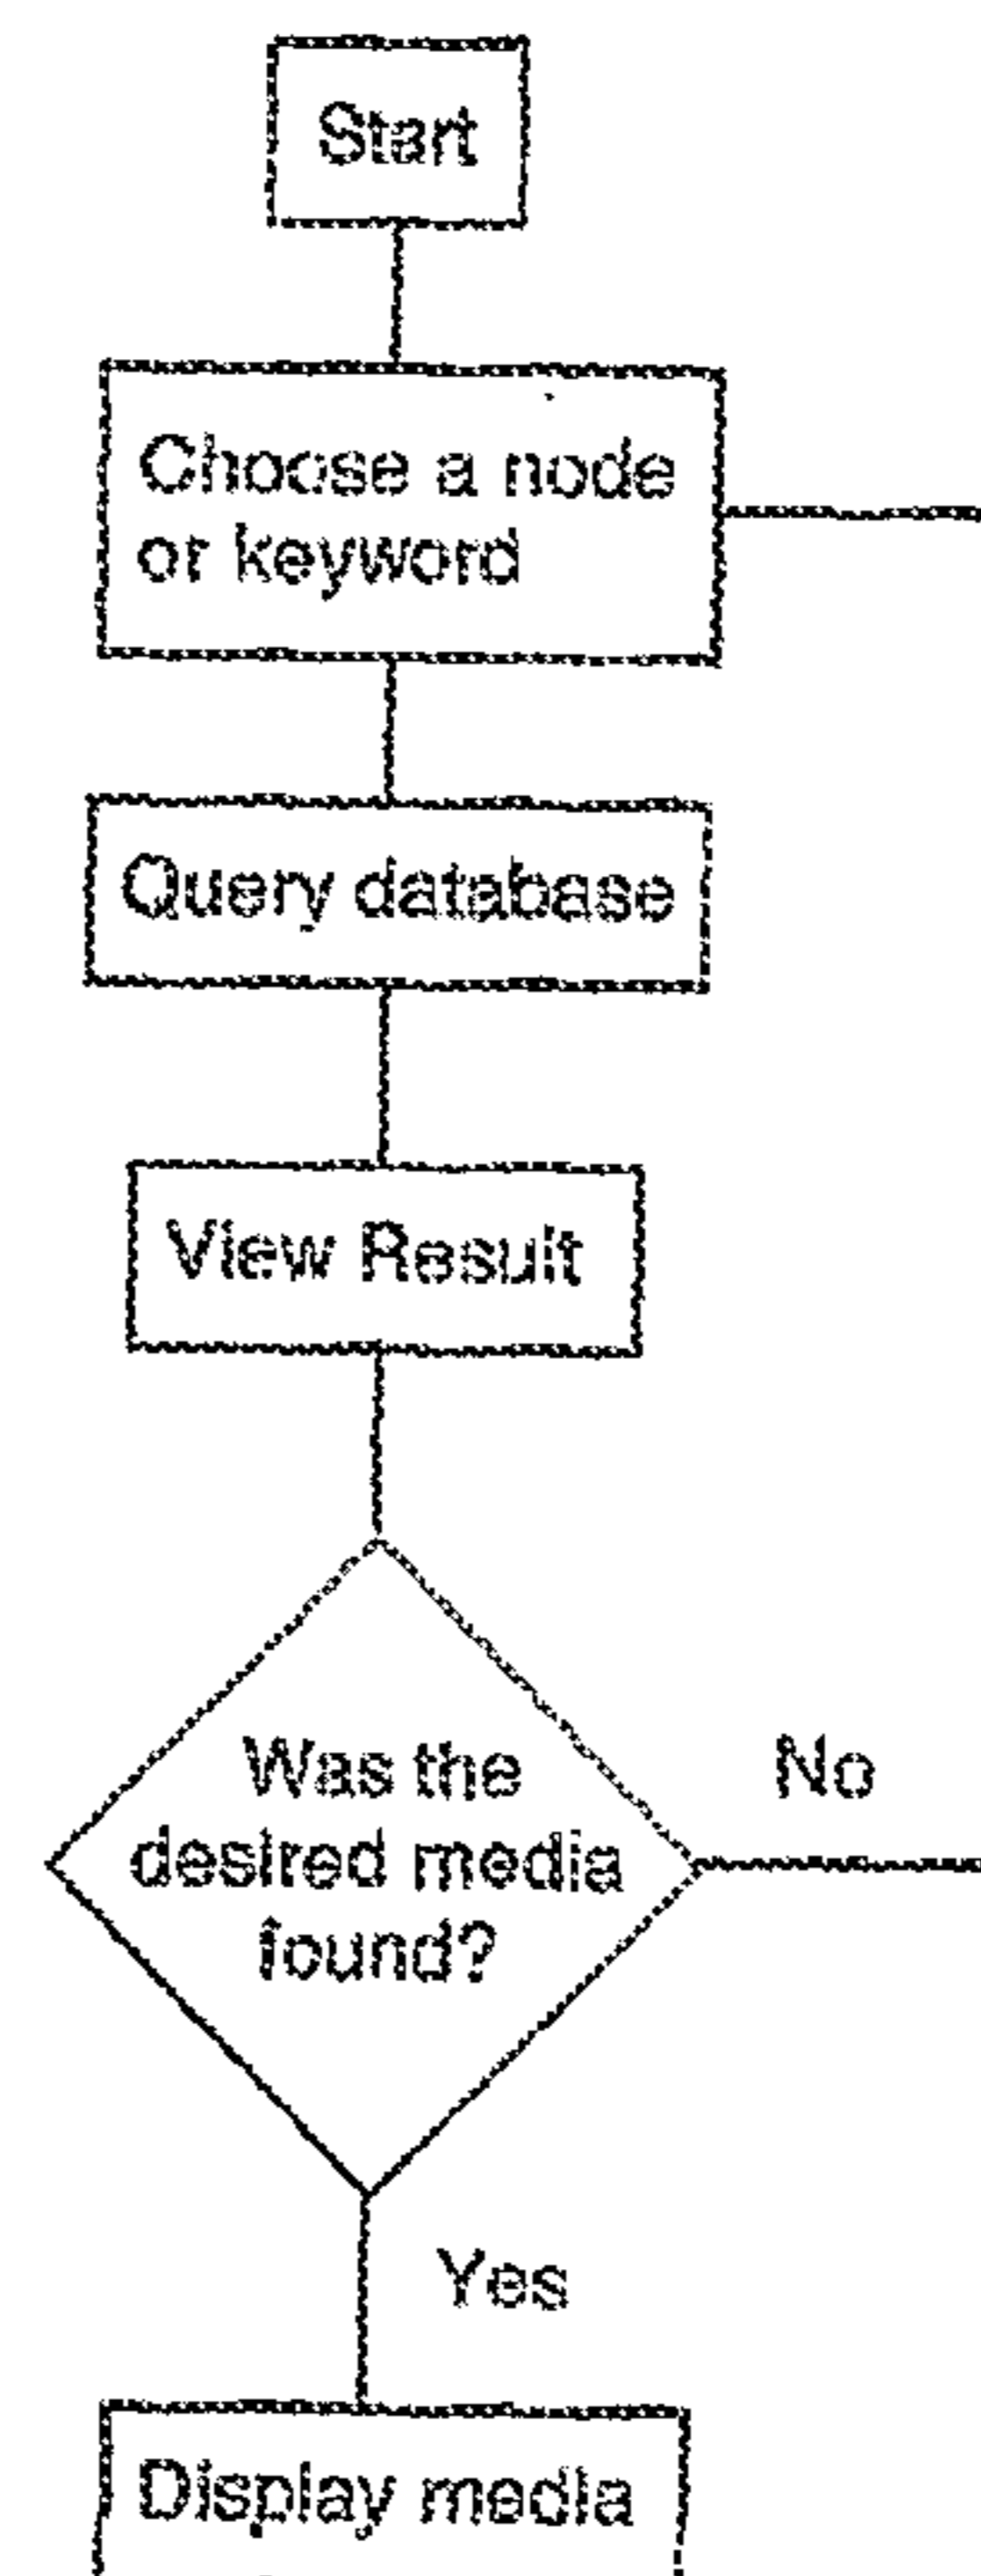 Start
Choose a node
or keyword
Query database
View Result
Was the
desired media
found?
No
Yes
Display media